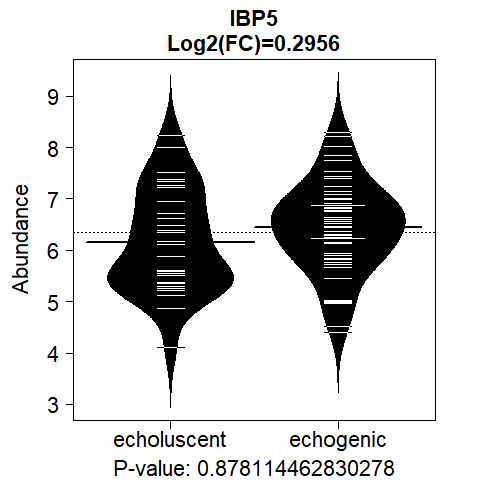 IBP5
Log2(FC)=0.2956
Abundance
9
8
7
6
5
4
3
echoluscent echogenic
P-value: 0.878114462830278